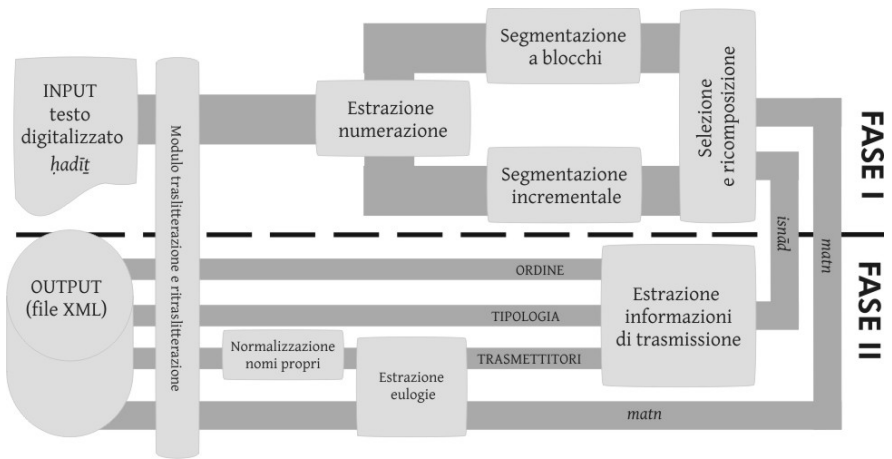 INPUT
testo
digitalizzato
ḥadīṯ
Modulo traslitterazione e ritraslitterazione
Estrazione
numerazione
Segmentazione
a blocchi
Segmentazione
incrementale
Selezione
e ricomposizione
FASE I
isnād
matn
FASE II
OUTPUT
(file XML)
ORDINE
TIPOLOGIA
Normalizzazione
nomi propri
Estrazione
eulogie
TRASMETTITORI
Estrazione
informazioni
di trasmissione
matn